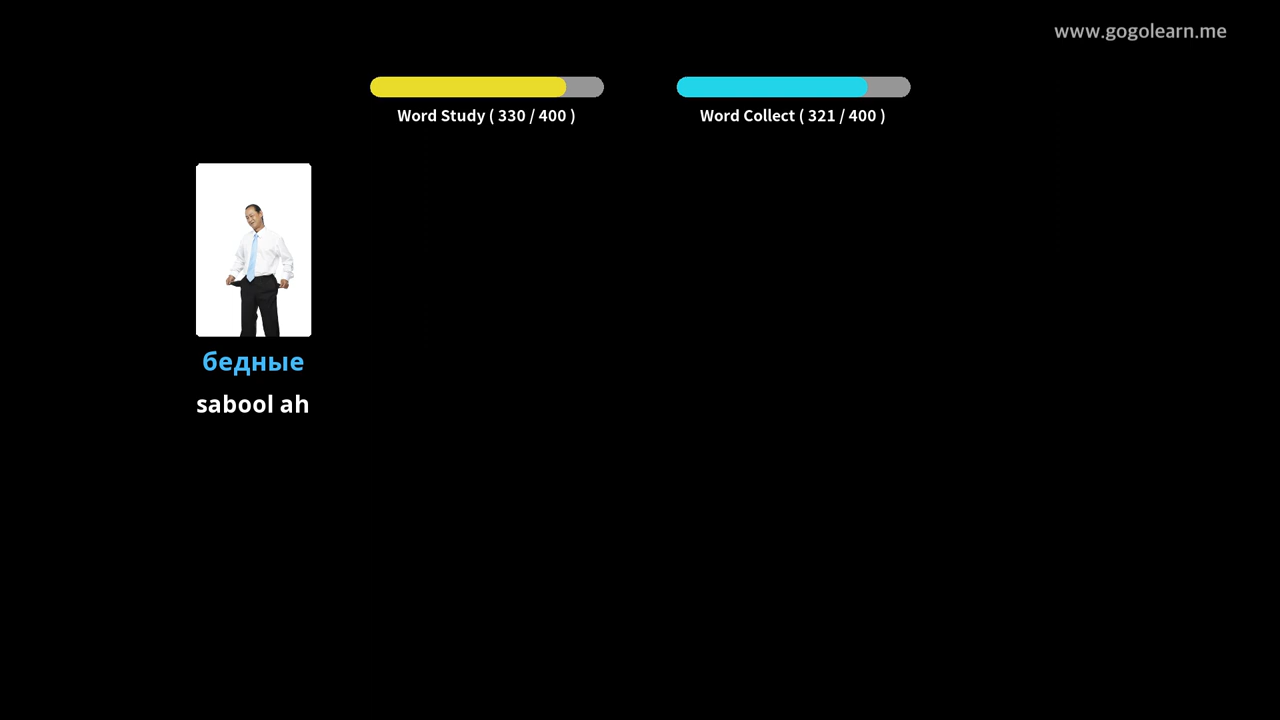 www.gogolearn.me
Word Study ( 330 / 400 )
Word Collect ( 321 / 400 )
бедные
sabool ah